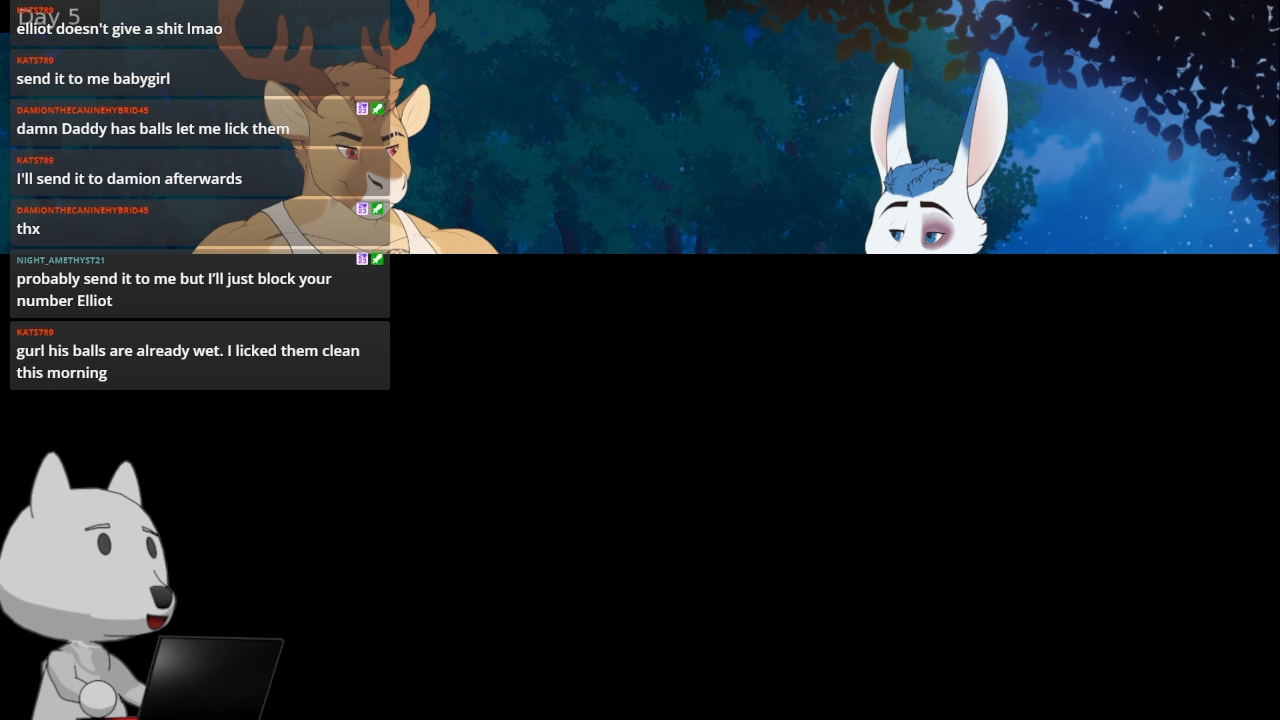 Day 5
KATS789
elliot doesn't give a shit lmao
KATS789
send it to me babygirl
DAMIONTHECANINEHYBRID45
damn Daddy has balls let me lick them
KATS789
I'll send it to damion afterwards
DAMIONTHECANINEHYBRID45
thx
NIGHT_AMETHYST21
probably send it to me but I'll just block your
number Elliot
KATS789
gurl his balls are already wet. I licked them clean
this morning